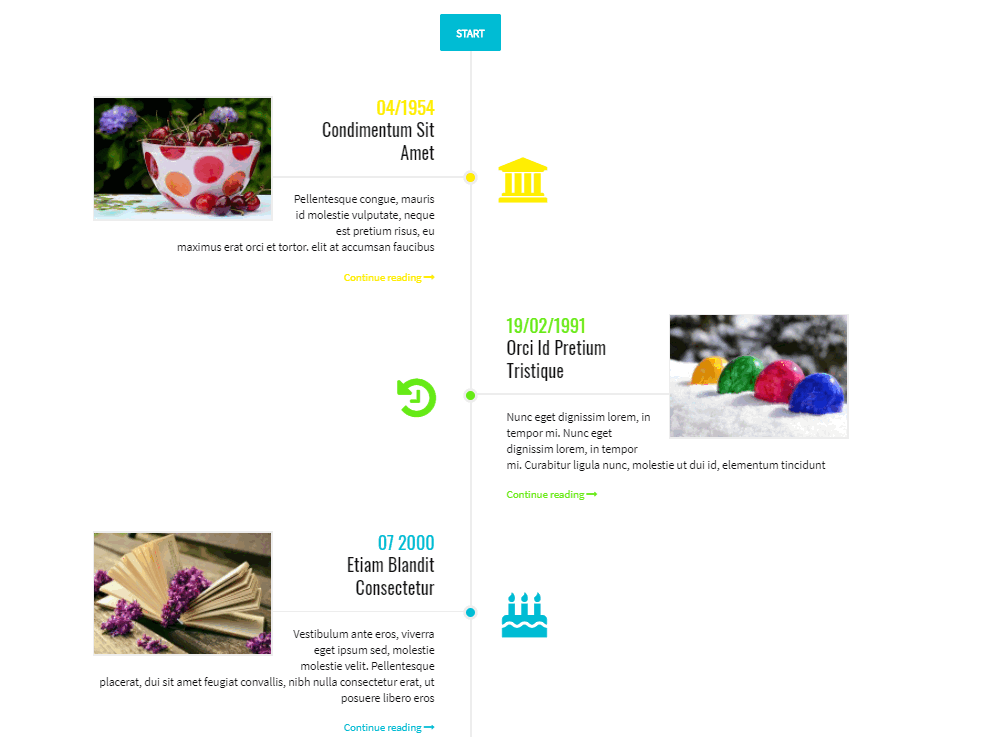 START
04/1954
Condimentum Sit
Amet
Pellentesque congue, mauris
id molestie vulputate, neque
est pretium risus, eu
maximus erat orci et tortor. elit at accumsan faucibus
Continue reading
19/02/1991
Orci Id Pretium
Tristique
Nunc eget dignissim lorem, in
tempor mi. Nunc eget
dignissim lorem, in tempor
mi. Curabitur ligula nunc, molestie ut dui id, elementum tincidunt
Continue reading
07 2000
Etiam Blandit
Consectetur
Vestibulum ante eros, viverra
eget ipsum sed, molestie
molestie velit. Pellentesque
placerat, dui sit amet feugiat convallis, nibh nulla consectetur erat, ut
posuere libero eros
Continue reading